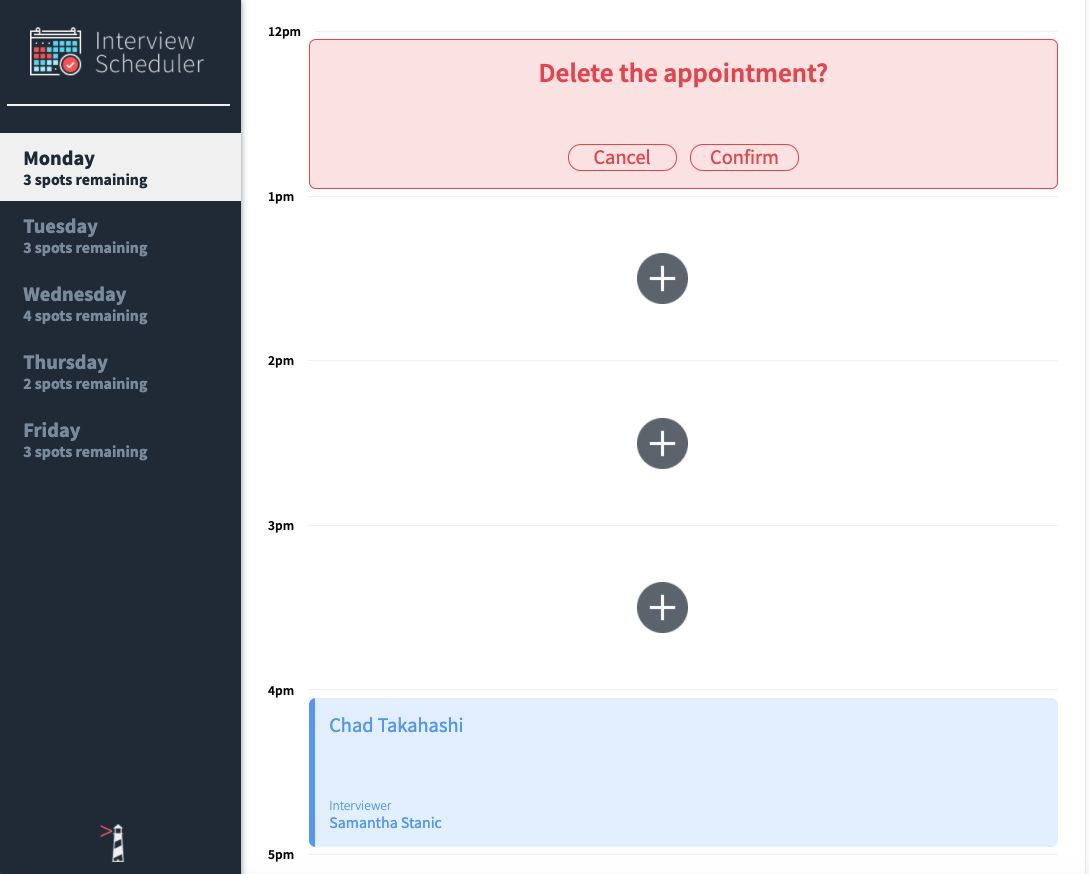 Interview
Scheduler
Monday
3 spots remaining
Tuesday
3 spots remaining
Wednesday
4 spots remaining
Thursday
2 spots remaining
Friday
3 spots remaining
>
12pm
Delete the appointment?
Cancel Confirm
1pm
2pm
3pm
4pm
Chad Takahashi
Interviewer
Samantha Stanic
5pm